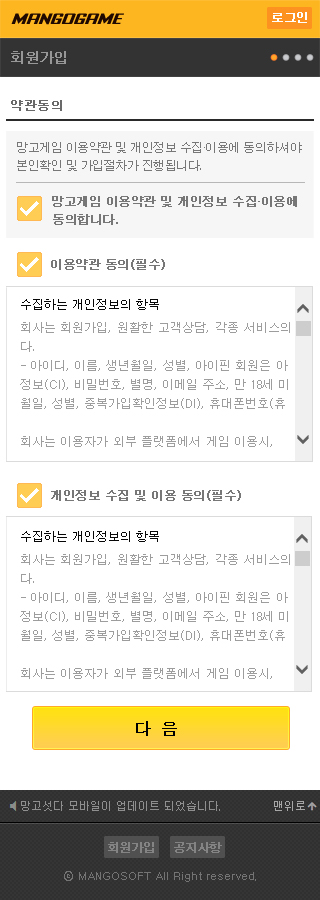 MANGOGAME
로그인
회원가입
약관동의
망고게임 이용약관 및 개인정보 수집·이용에 동의하셔야
본인확인 및 가입절차가 진행됩니다.
망고게임 이용약관 및 개인정보 수집·이용에
동의합니다.
이용약관 동의(필수)
수집하는 개인정보의 항목
회사는 회원가입, 원활한 고객상담, 각종 서비스의
다.
- 아이디, 이름, 생년월일, 성별, 아이핀 회원은 아
정보(CI), 비밀번호, 별명, 이메일 주소, 만 18세 미
월일, 성별, 중복가입확인정보(DI), 휴대폰번호(휴
회사는 이용자가 외부 플랫폼에서 게임 이용시,
개인정보 수집 및 이용 동의(필수)
수집하는 개인정보의 항목
회사는 회원가입, 원활한 고객상담, 각종 서비스의
다.
- 아이디, 이름, 생년월일, 성별, 아이핀 회원은 아
정보(CI), 비밀번호, 별명, 이메일 주소, 만 18세 미
월일, 성별, 중복가입확인정보(DI), 휴대폰번호(휴
회사는 이용자가 외부 플랫폼에서 게임 이용시,
다 음
망고섯다 모바일이 업데이트 되었습니다. 맨위로
회원가입 공지사항
ⓒ MANGOSOFT All Right reserved.